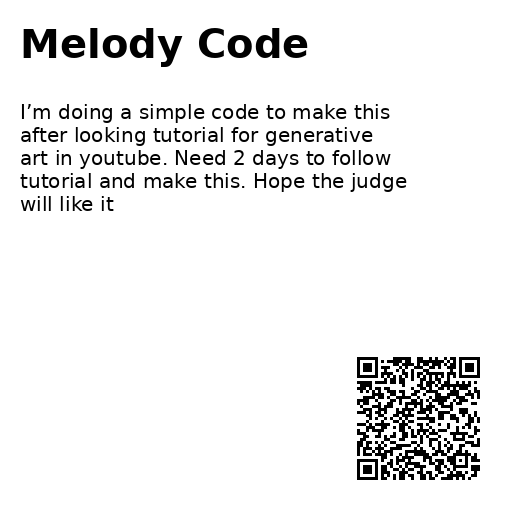 Melody Code
I’m doing a simple code to make this
after looking tutorial for generative
art in youtube. Need 2 days to follow
tutorial and make this. Hope the judge
will like it